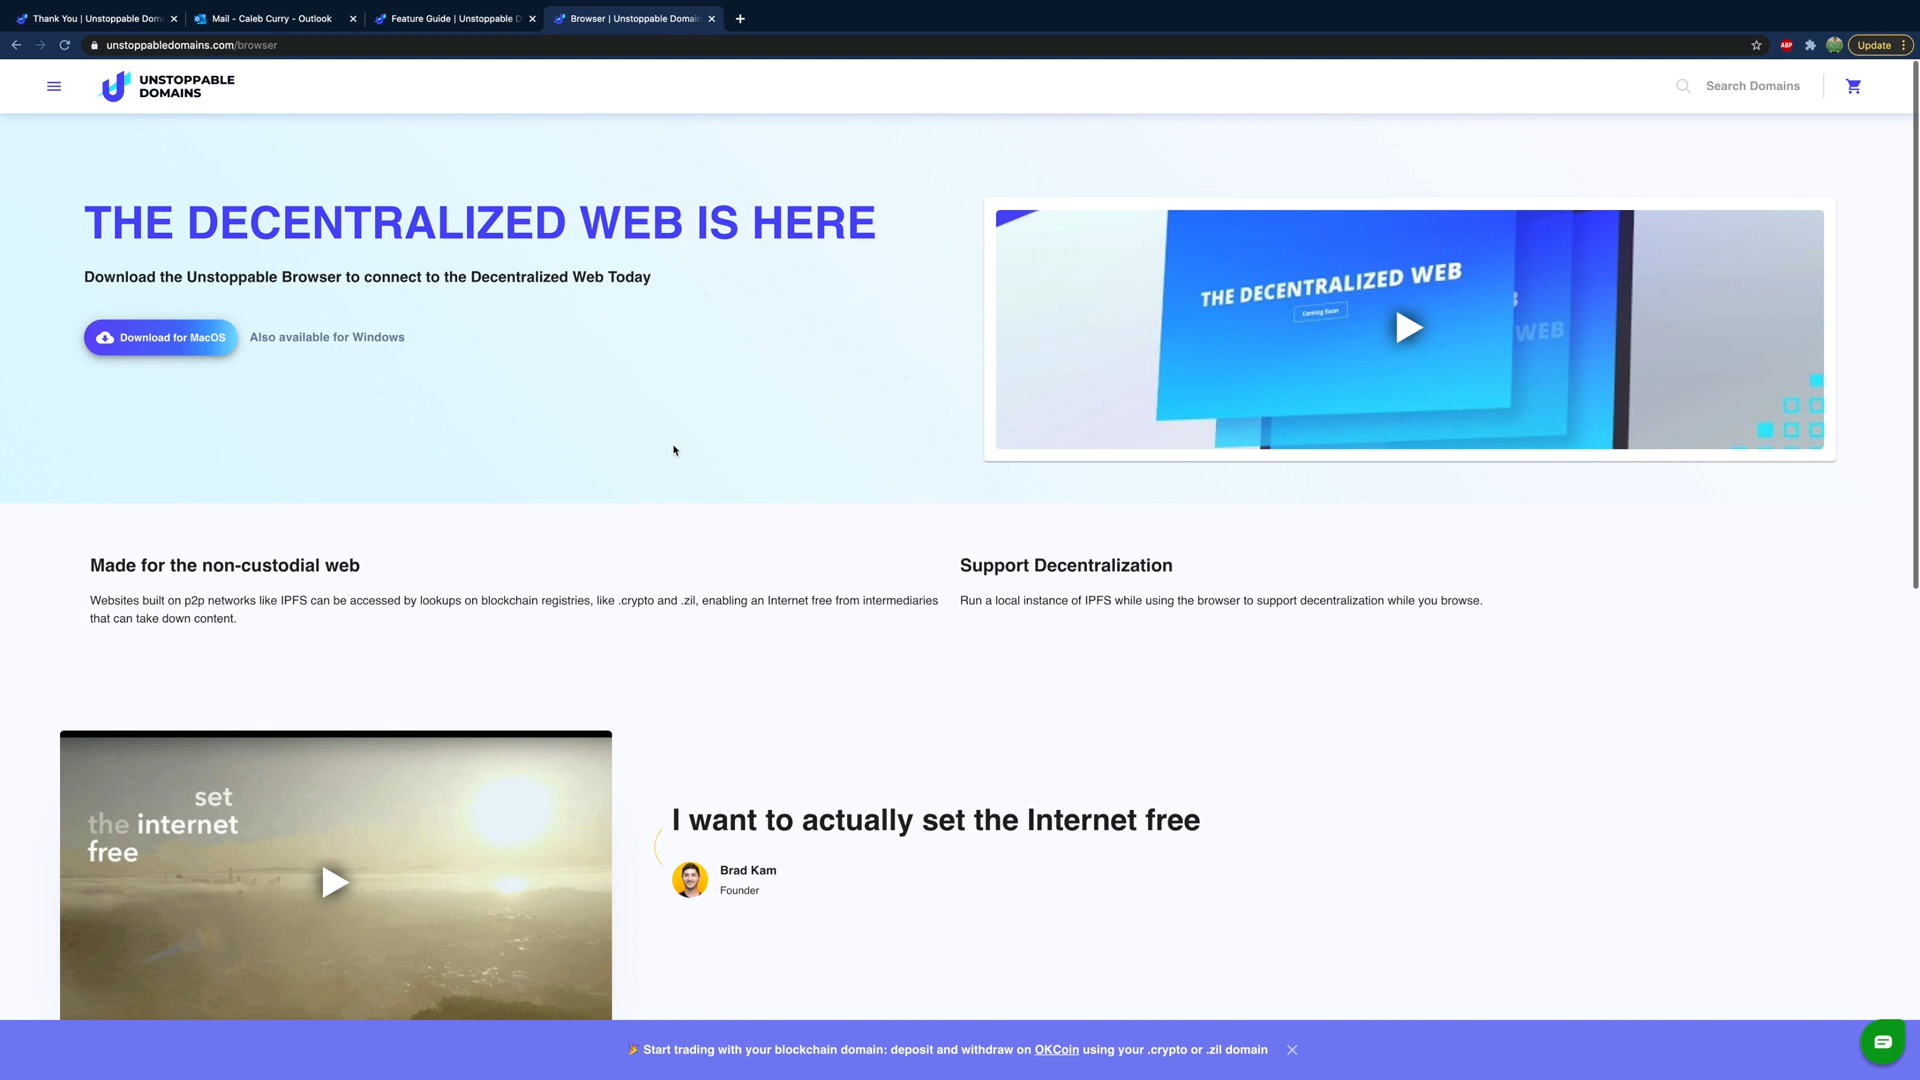 Thank You | Unstoppable Dom
Mail - Caleb Curry - Outlook
Feature Guide | Unstoppable D
Browser | Unstoppable Domain
unstoppabledomains.com/browser
ABP
Update
UNSTOPPABLE
DOMAINS
Search Domains
THE DECENTRALIZED WEB IS HERE
Download the Unstoppable Browser to connect to the Decentralized Web Today
Download for MacOS
Also available for Windows
THE DECENTRALIZED WEB
Coming Soon
WEB
Made for the non-custodial web
Websites built on p2p networks like IPFS can be accessed by lookups on blockchain registries, like .crypto and .zil, enabling an Internet free from intermediaries
that can take down content.
Support Decentralization
Run a local instance of IPFS while using the browser to support decentralization while you browse.
set
the internet
free
I want to actually set the Internet free
Brad Kam
Founder
🎉 Start trading with your blockchain domain: deposit and withdraw on OKCoin using your .crypto or .zil domain